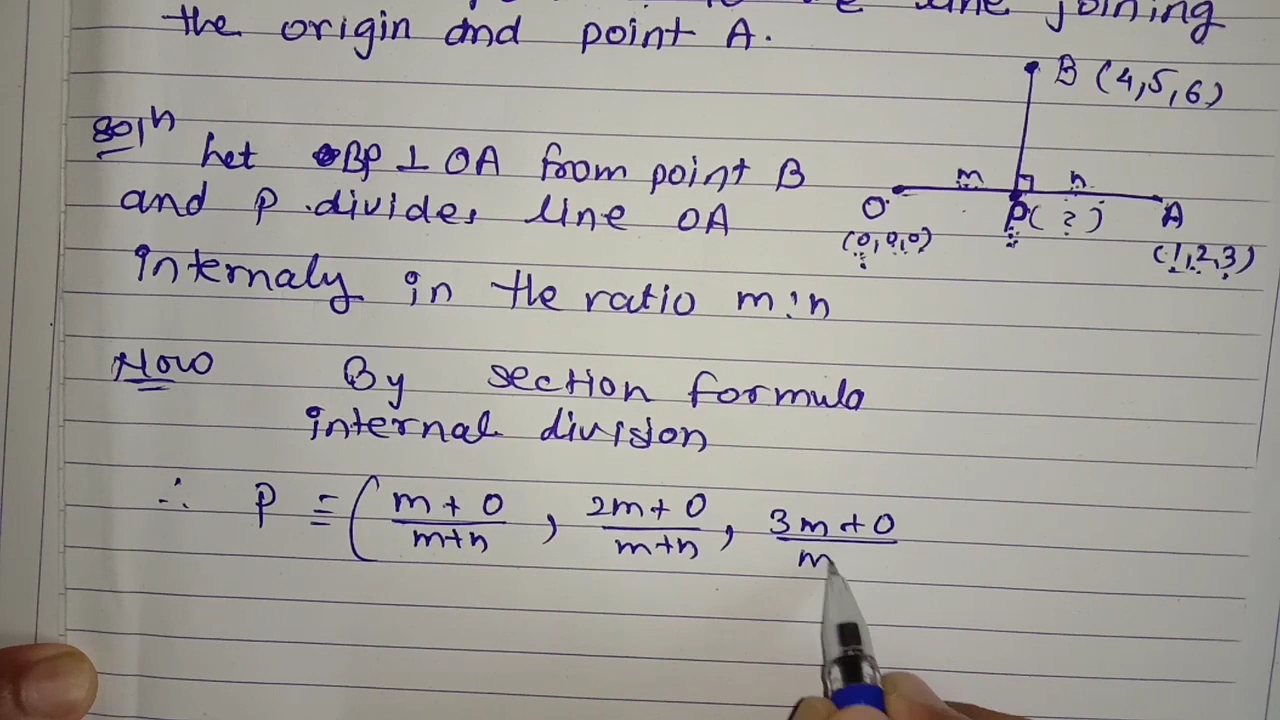 line joining
the origin and point A.
B (4,5,6)
Solⁿ
Let BP ⊥ OA from point B
m n
and P divides line OA
O P( ? ) A
(0,0,0) (1,2,3)
internaly in the ratio m:n
Now By section formula
internal division
∴ P ≡ ( m + 0 / m+n , 2m + 0 / m+n , 3m + 0 / m